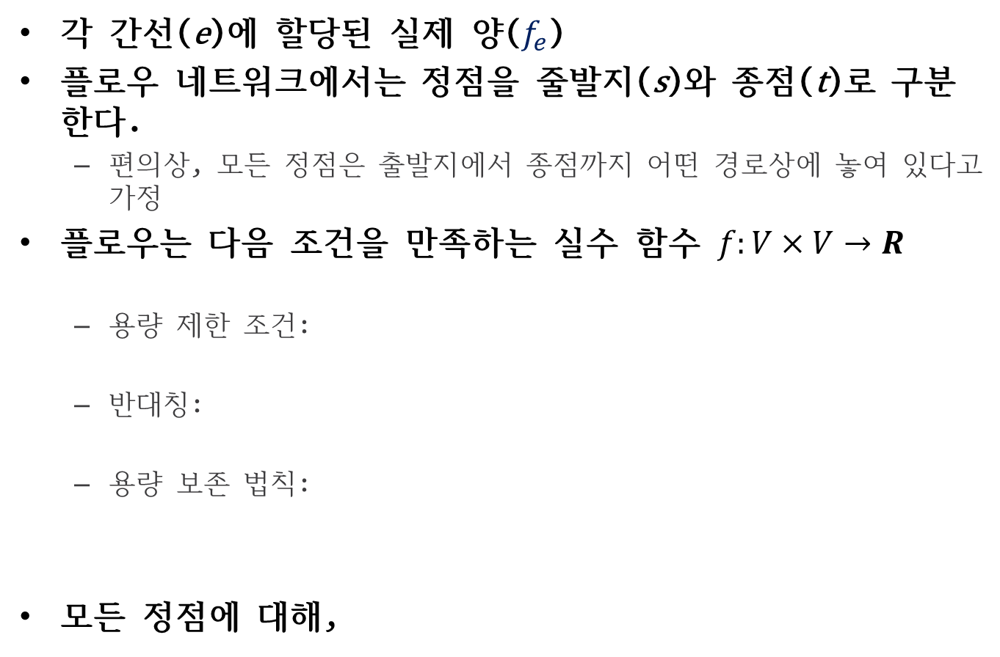 • 각 간선(e)에 할당된 실제 양(fₑ)
• 플로우 네트워크에서는 정점을 줄발지(s)와 종점(t)로 구분
한다.
– 편의상, 모든 정점은 출발지에서 종점까지 어떤 경로상에 놓여 있다고
가정
• 플로우는 다음 조건을 만족하는 실수 함수 f:V × V → R
– 용량 제한 조건:
– 반대칭:
– 용량 보존 법칙:
• 모든 정점에 대해,